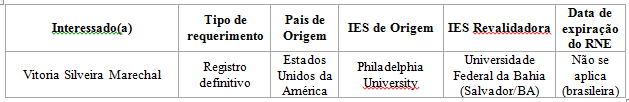 Interessado(a)
Tipo de
requerimento
Pais de
Origem
IES de Origem
IES Revalidadora
Data de
expiração
do RNE
Vitoria Silveira Marechal
Registro
definitivo
Estados
Unidos da
América
Philadelphia
University
Universidade
Federal da Bahia
(Salvador/BA)
Não se
aplica
(brasileira)